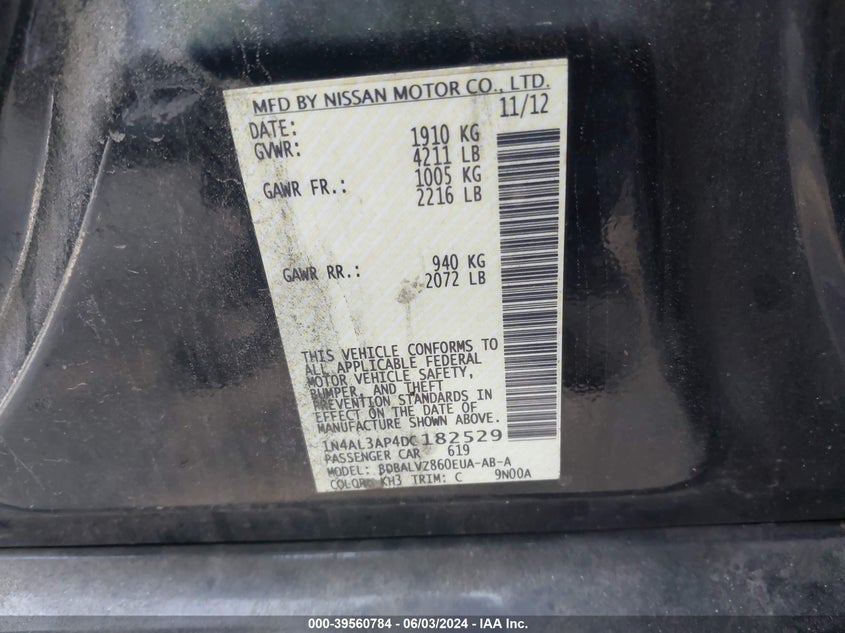 MFD BY NISSAN MOTOR CO., LTD.
DATE: 11/12
GVWR: 1910 KG
4211 LB
GAWR FR.: 1005 KG
2216 LB
GAWR RR.: 940 KG
2072 LB
THIS VEHICLE CONFORMS TO
ALL APPLICABLE FEDERAL
MOTOR VEHICLE SAFETY,
BUMPER, AND THEFT
PREVENTION STANDARDS IN
EFFECT ON THE DATE OF
MANUFACTURE SHOWN ABOVE.
1N4AL3AP4DC182529
PASSENGER CAR 619
MODEL: BDBALVZ860EUA-AB-A
COLOR: KH3 TRIM: C 9N00A
000-39560784 — 06/03/2024 — IAA Inc.